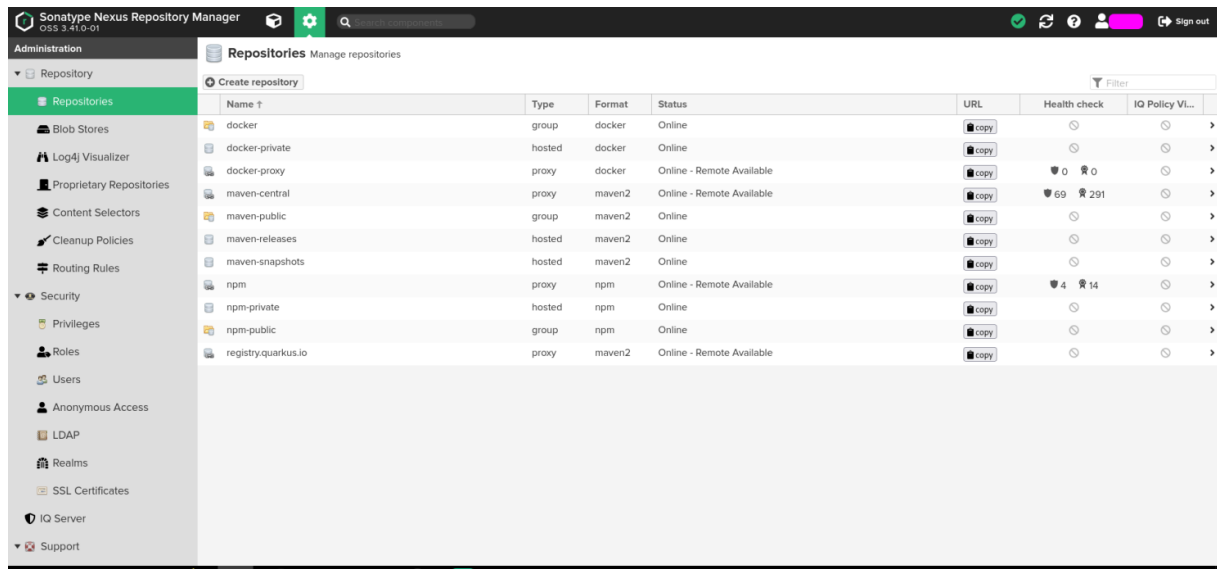 Sonatype Nexus Repository Manager
OSS 3.41.0-01
Search components
Sign out
Administration
Repository
Repositories
Blob Stores
Log4j Visualizer
Proprietary Repositories
Content Selectors
Cleanup Policies
Routing Rules
Security
Privileges
Roles
Users
Anonymous Access
LDAP
Realms
SSL Certificates
IQ Server
Support
Repositories Manage repositories
Create repository
Filter
Name ↑ Type Format Status URL Health check IQ Policy Vi...
docker group docker Online copy
docker-private hosted docker Online copy
docker-proxy proxy docker Online - Remote Available copy 0 0
maven-central proxy maven2 Online - Remote Available copy 69 291
maven-public group maven2 Online copy
maven-releases hosted maven2 Online copy
maven-snapshots hosted maven2 Online copy
npm proxy npm Online - Remote Available copy 4 14
npm-private hosted npm Online copy
npm-public group npm Online copy
registry.quarkus.io proxy maven2 Online - Remote Available copy